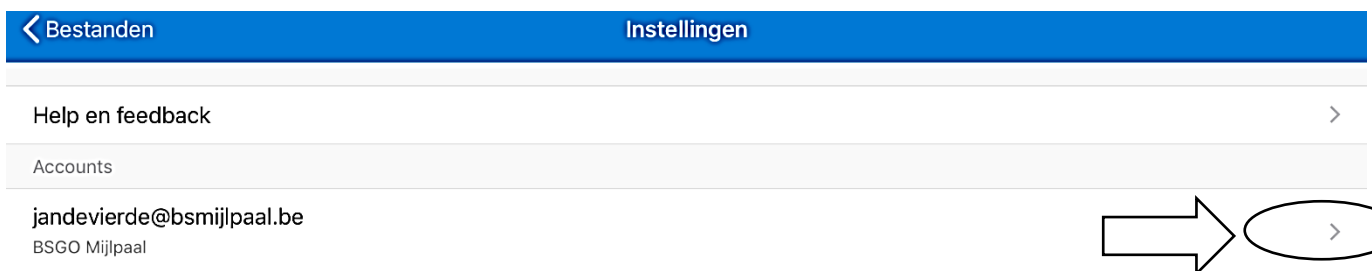 Bestanden
Instellingen
Help en feedback
Accounts
jandevierde@bsmijlpaal.be
BSGO Mijlpaal